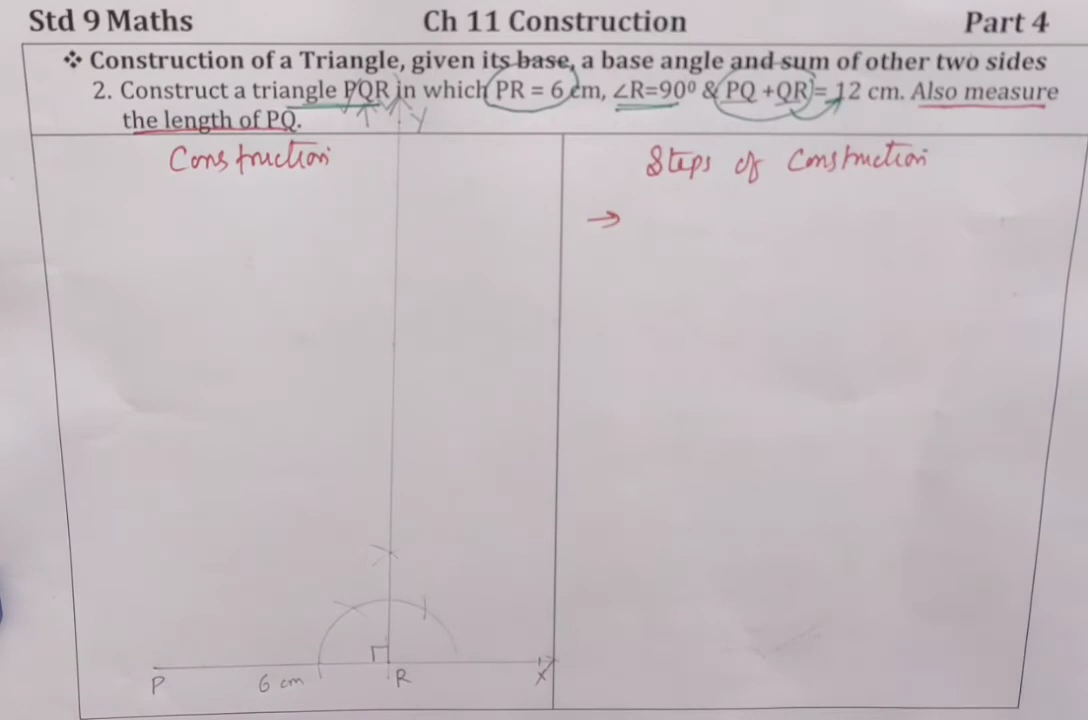 Std 9 Maths Ch 11 Construction Part 4
❖ Construction of a Triangle, given its base, a base angle and sum of other two sides
2. Construct a triangle PQR in which PR = 6 cm, ∠R=90⁰ & PQ +QR = 12 cm. Also measure
the length of PQ.
Y
Construction
Steps of Construction
→
P 6 cm R X